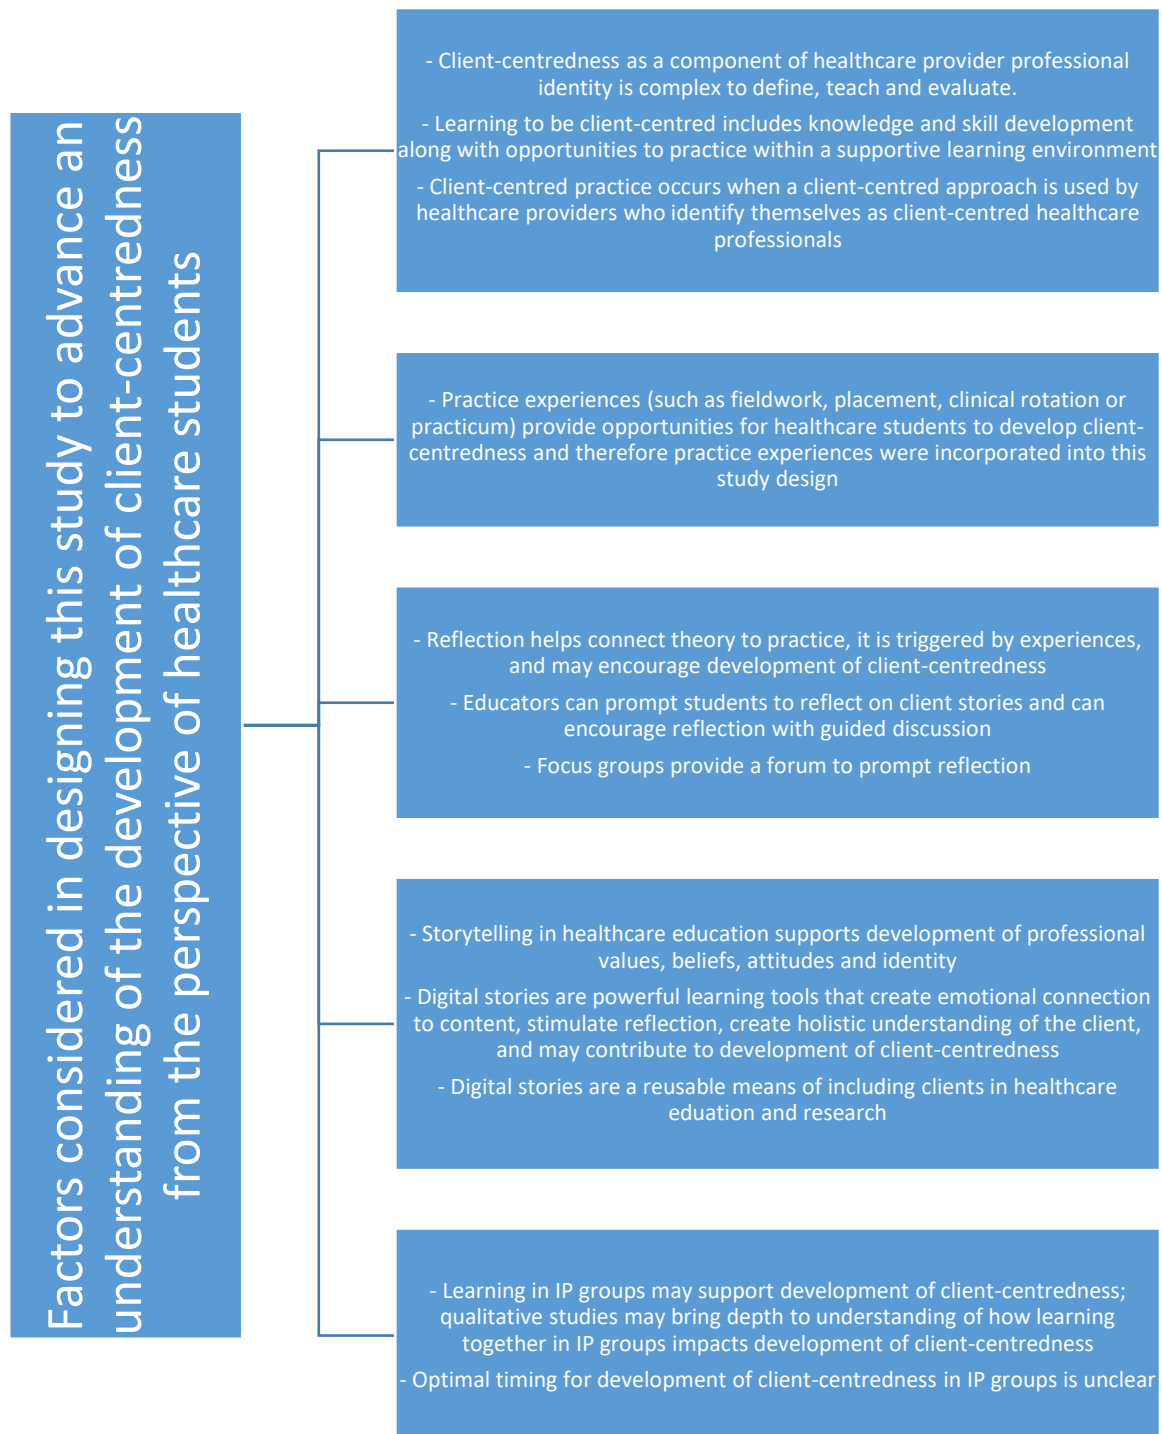 Factors considered in designing this study to advance an
understanding of the development of client-centredness
from the perspective of healthcare students
- Client-centredness as a component of healthcare provider professional
identity is complex to define, teach and evaluate.
- Learning to be client-centred includes knowledge and skill development
along with opportunities to practice within a supportive learning environment
- Client-centred practice occurs when a client-centred approach is used by
healthcare providers who identify themselves as client-centred healthcare
professionals
- Practice experiences (such as fieldwork, placement, clinical rotation or
practicum) provide opportunities for healthcare students to develop client-
centredness and therefore practice experiences were incorporated into this
study design
- Reflection helps connect theory to practice, it is triggered by experiences,
and may encourage development of client-centredness
- Educators can prompt students to reflect on client stories and can
encourage reflection with guided discussion
- Focus groups provide a forum to prompt reflection
- Storytelling in healthcare education supports development of professional
values, beliefs, attitudes and identity
- Digital stories are powerful learning tools that create emotional connection
to content, stimulate reflection, create holistic understanding of the client,
and may contribute to development of client-centredness
- Digital stories are a reusable means of including clients in healthcare
eduation and research
- Learning in IP groups may support development of client-centredness;
qualitative studies may bring depth to understanding of how learning
together in IP groups impacts development of client-centredness
- Optimal timing for development of client-centredness in IP groups is unclear